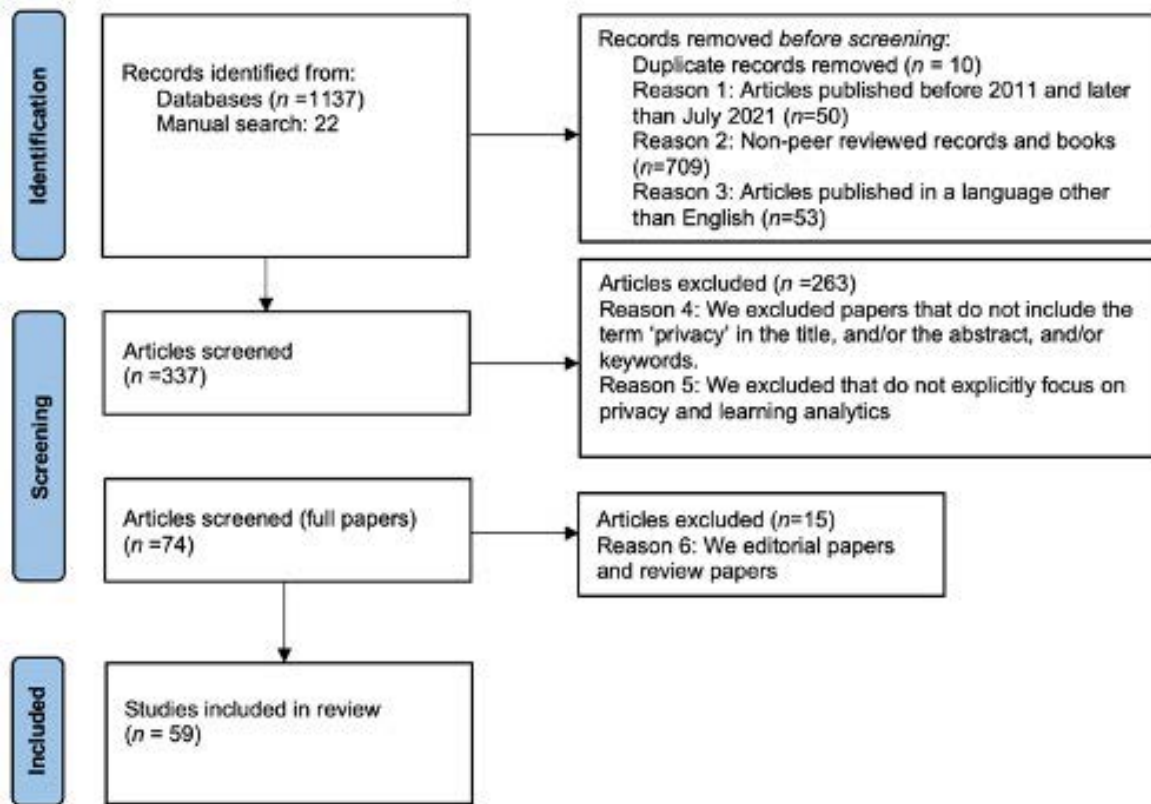 Identification
Records identified from:
Databases (n =1137)
Manual search: 22
Records removed before screening:
Duplicate records removed (n = 10)
Reason 1: Articles published before 2011 and later
than July 2021 (n=50)
Reason 2: Non-peer reviewed records and books
(n=709)
Reason 3: Articles published in a language other
than English (n=53)
Screening
Articles screened
(n =337)
Articles excluded (n =263)
Reason 4: We excluded papers that do not include the
term ‘privacy’ in the title, and/or the abstract, and/or
keywords.
Reason 5: We excluded that do not explicitly focus on
privacy and learning analytics
Articles screened (full papers)
(n =74)
Articles excluded (n=15)
Reason 6: We editorial papers
and review papers
Included
Studies included in review
(n = 59)